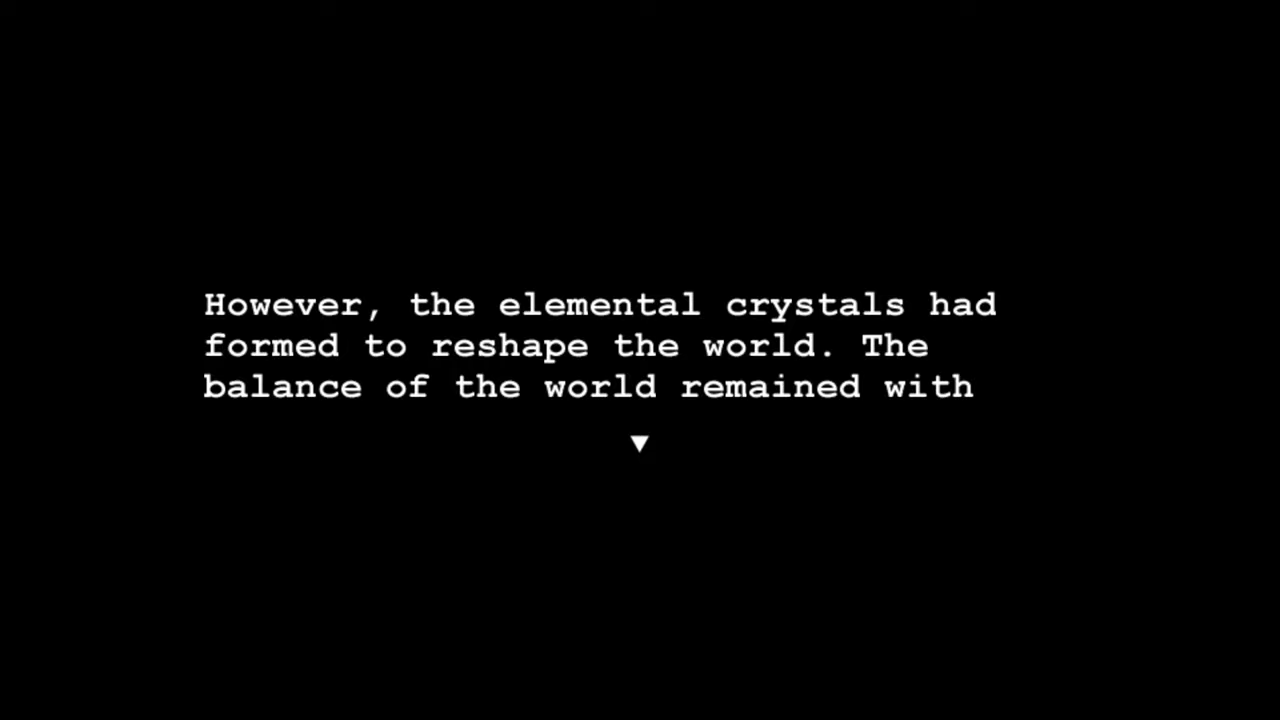 However, the elemental crystals had
formed to reshape the world. The
balance of the world remained with